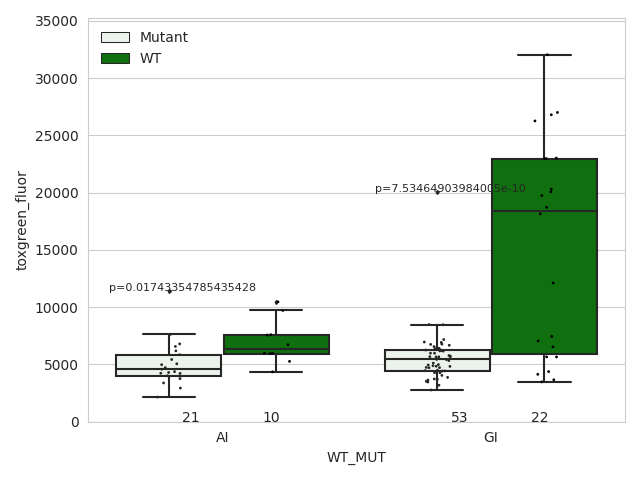 35000
30000
25000
20000
15000
10000
5000
0
toxgreen_fluor
Mutant
WT
p=0.01743354785435428
p=7.53464903984005e-10
21
10
53
22
AI
GI
WT_MUT